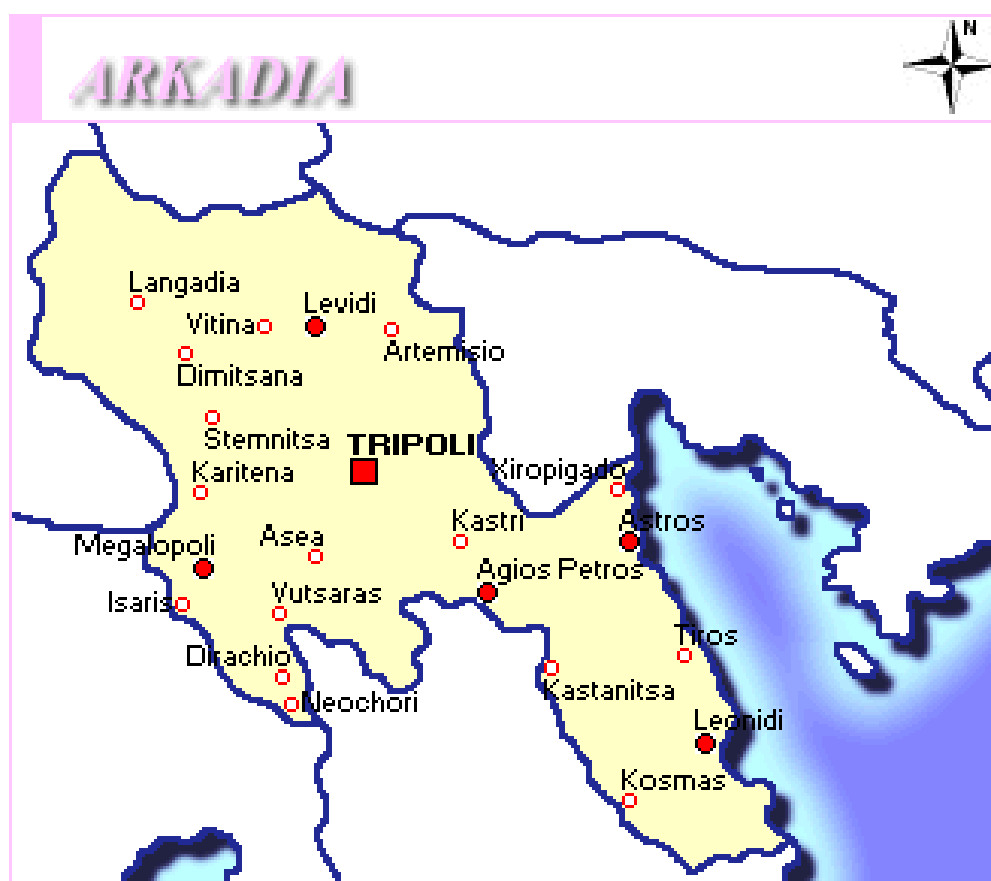 N
ARKADIA
Langadia
Levidi
Vitina
Artemisio
Dimitsana
Stemnitsa
TRIPOLI
Karitena
Xiropigado
Kastri
Astros
Asea
Megalopoli
Agios Petros
Isaris
Vutsaras
Tiros
Dirachio
Kastanitsa
Neochori
Leonidi
Kosmas